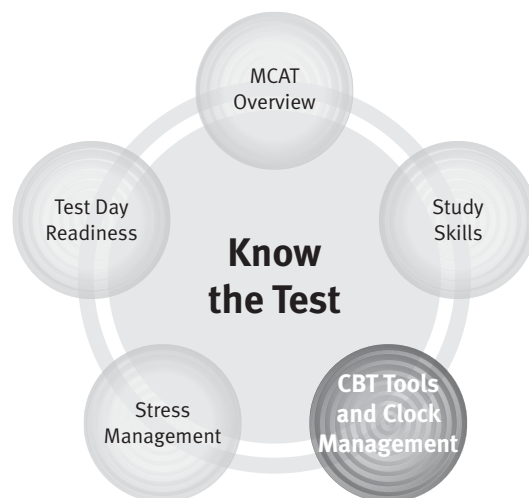 MCAT
Overview
Test Day
Readiness
Study
Skills
Know
the Test
Stress
Management
CBT Tools
and Clock
Management